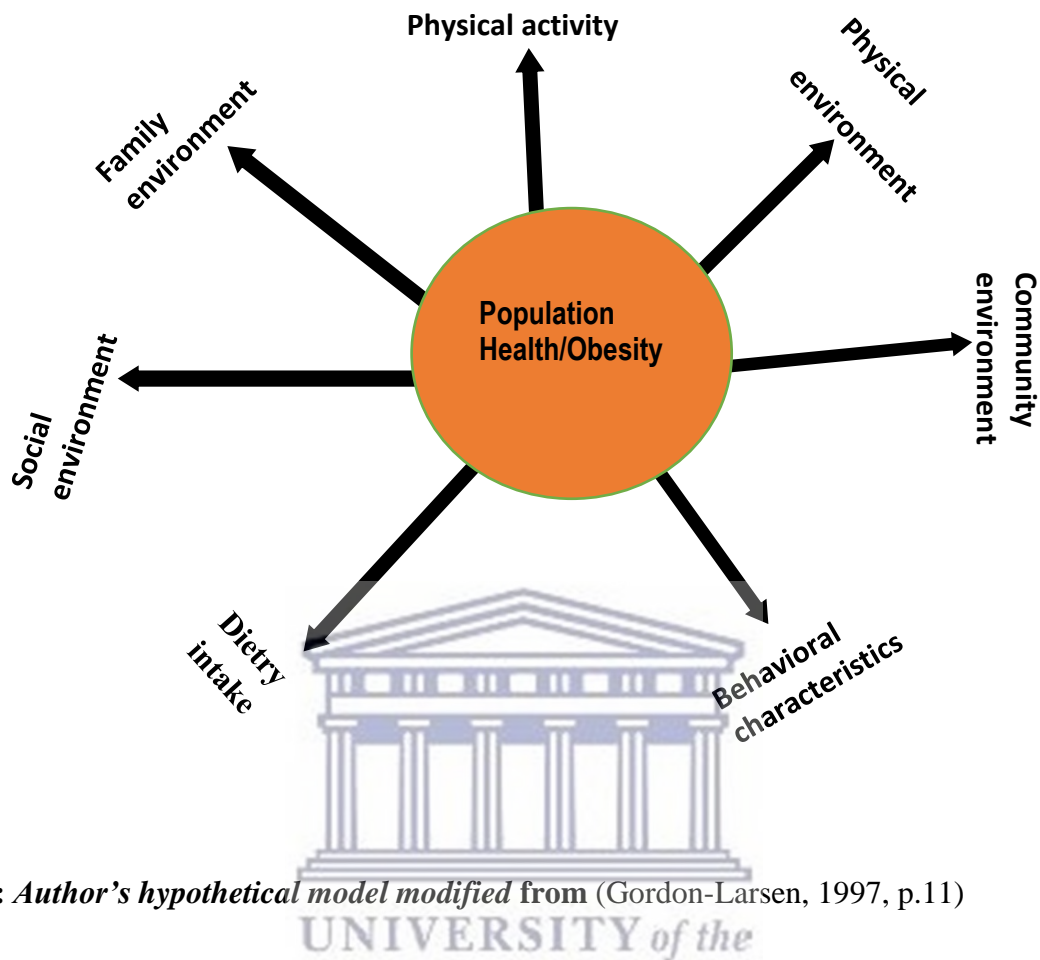 Physical activity
Physical
environment
Family
environment
Population
Health/Obesity
Community
environment
Social
environment
Dietry
intake
Behavioral
characteristics
: Author’s hypothetical model modified from (Gordon-Larsen, 1997, p.11)
UNIVERSITY of the